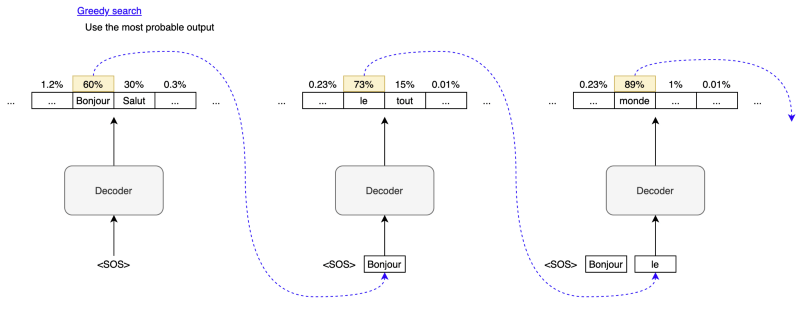 Greedy search
Use the most probable output
1.2% 60% 30% 0.3%
... ... Bonjour Salut ... ...
0.23% 73% 15% 0.01%
... ... le tout ... ...
0.23% 89% 1% 0.01%
... ... monde ... ... ...
Decoder
Decoder
Decoder
<SOS>
<SOS> Bonjour
<SOS> Bonjour le